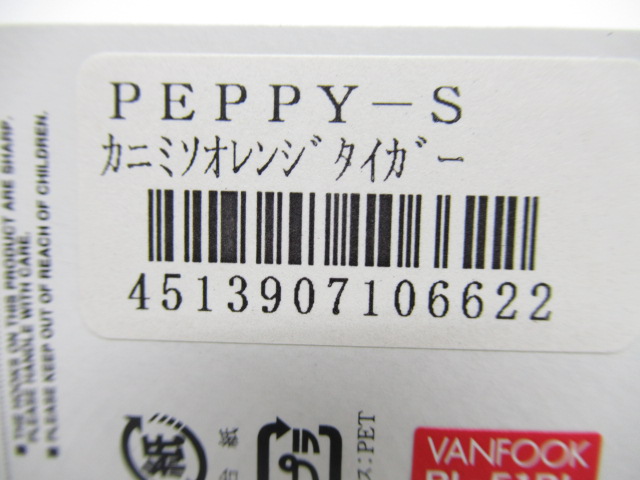 PEPPY-S
カニミソオレンジタイガー
4513907106622
■ THE HOOKS ON THIS PRODUCT ARE SHARP.
PLEASE HANDLE WITH CARE.
■ PLEASE KEEP OUT OF REACH OF CHILDREN.
紙
台紙
プラ
ス:PET
VANFOOK